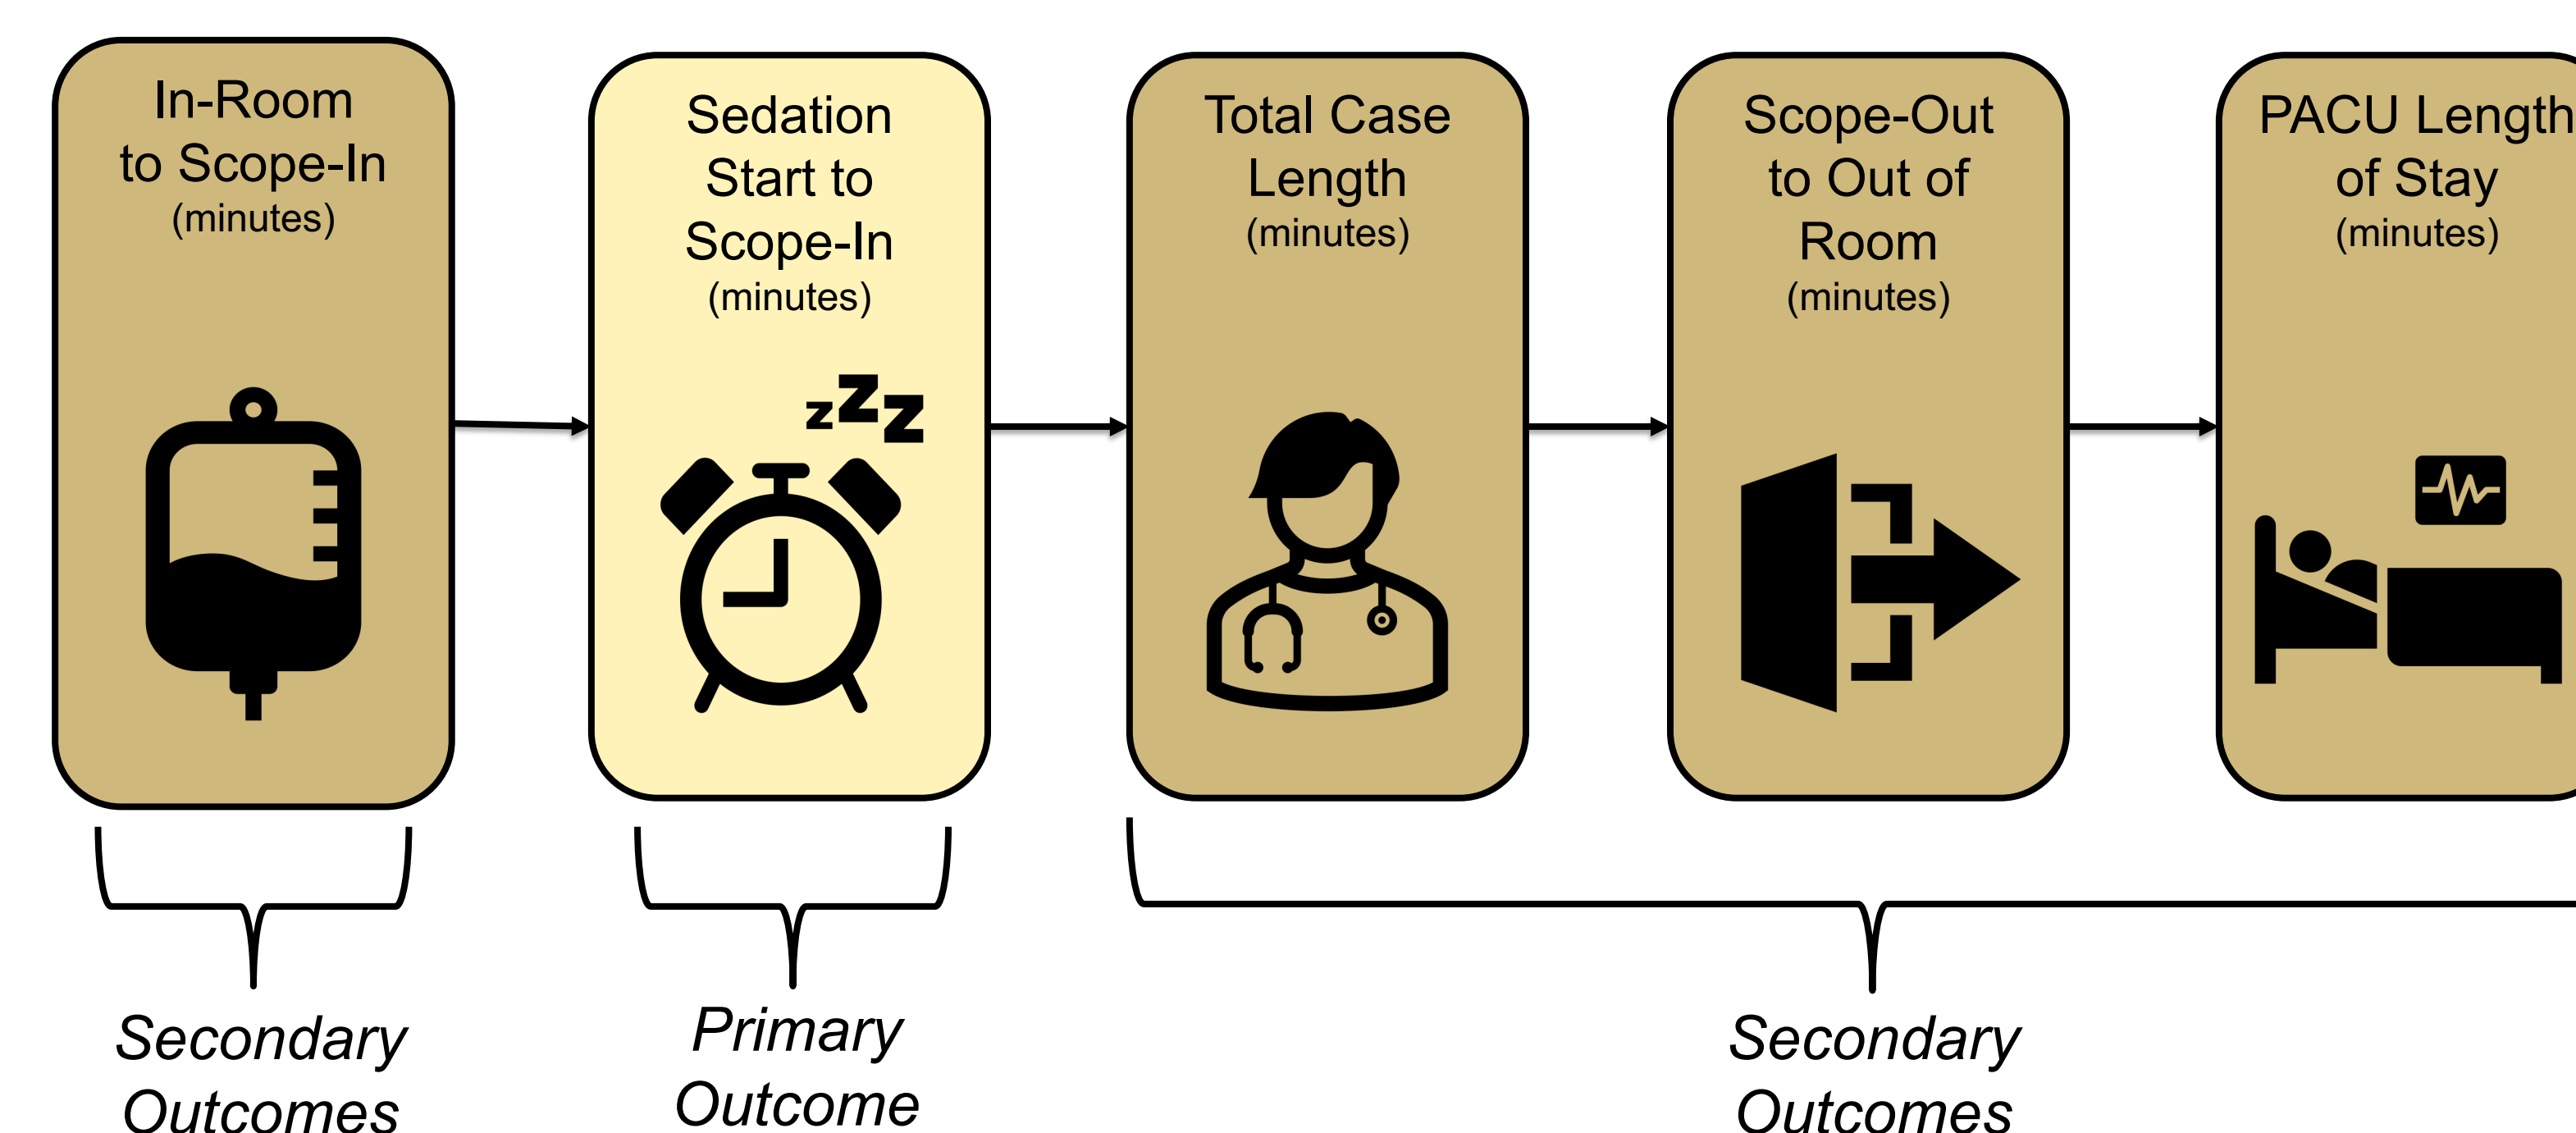 In-Room
to Scope-In
(minutes)
Sedation
Start to
Scope-In
(minutes)
zzz
Total Case
Length
(minutes)
Scope-Out
to Out of
Room
(minutes)
PACU Length
of Stay
(minutes)
Secondary
Outcomes
Primary
Outcome
Secondary
Outcomes